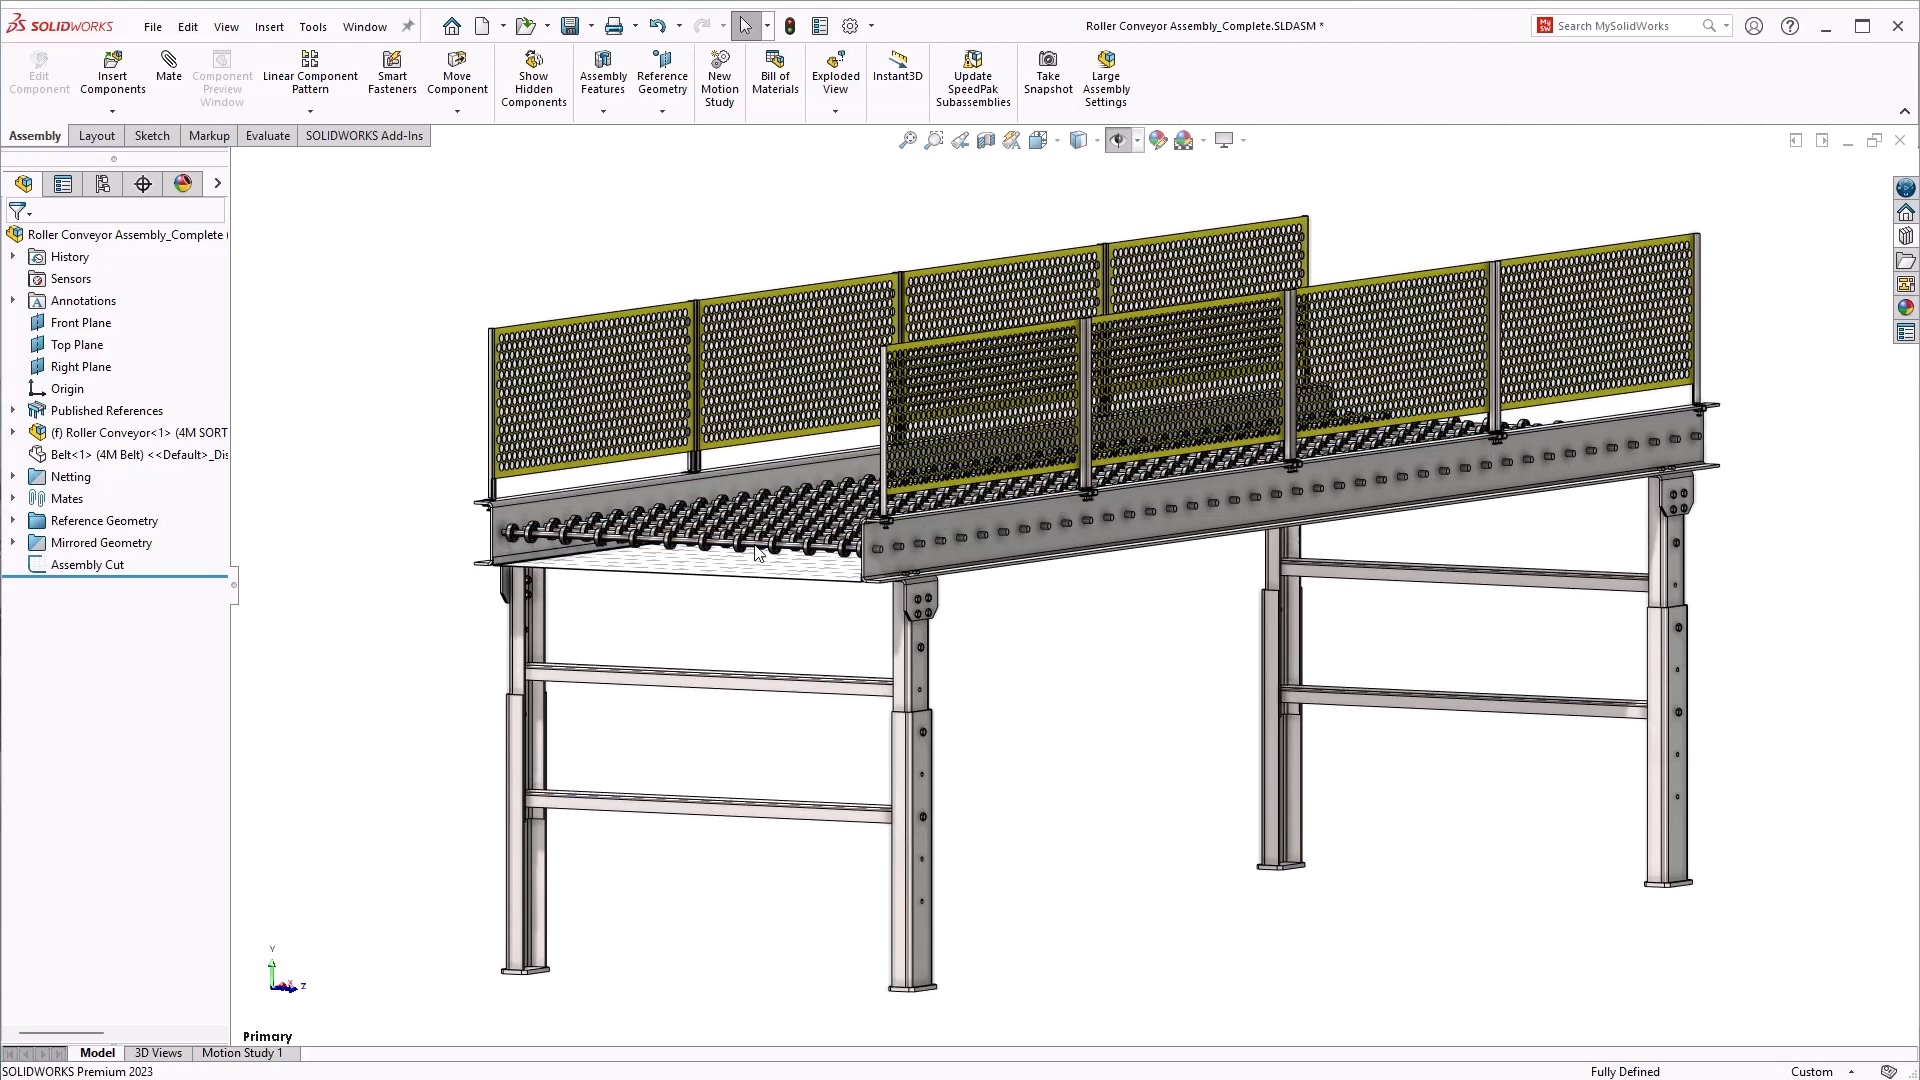 SOLIDWORKS
File Edit View Insert Tools Window
Roller Conveyor Assembly_Complete.SLDASM *
MySW
Search MySolidWorks
Edit Component
Insert Components
Mate
Component Preview Window
Linear Component Pattern
Smart Fasteners
Move Component
Show Hidden Components
Assembly Features
Reference Geometry
New Motion Study
Bill of Materials
Exploded View
Instant3D
Update SpeedPak Subassemblies
Take Snapshot
Large Assembly Settings
Assembly Layout Sketch Markup Evaluate SOLIDWORKS Add-Ins
Roller Conveyor Assembly_Complete (
History
Sensors
Annotations
Front Plane
Top Plane
Right Plane
Origin
Published References
(f) Roller Conveyor<1> (4M SORT
Belt<1> (4M Belt) <<Default>_Dis
Netting
Mates
Reference Geometry
Mirrored Geometry
Assembly Cut
Y
Z
Primary
Model 3D Views Motion Study 1
SOLIDWORKS Premium 2023
Fully Defined
Custom